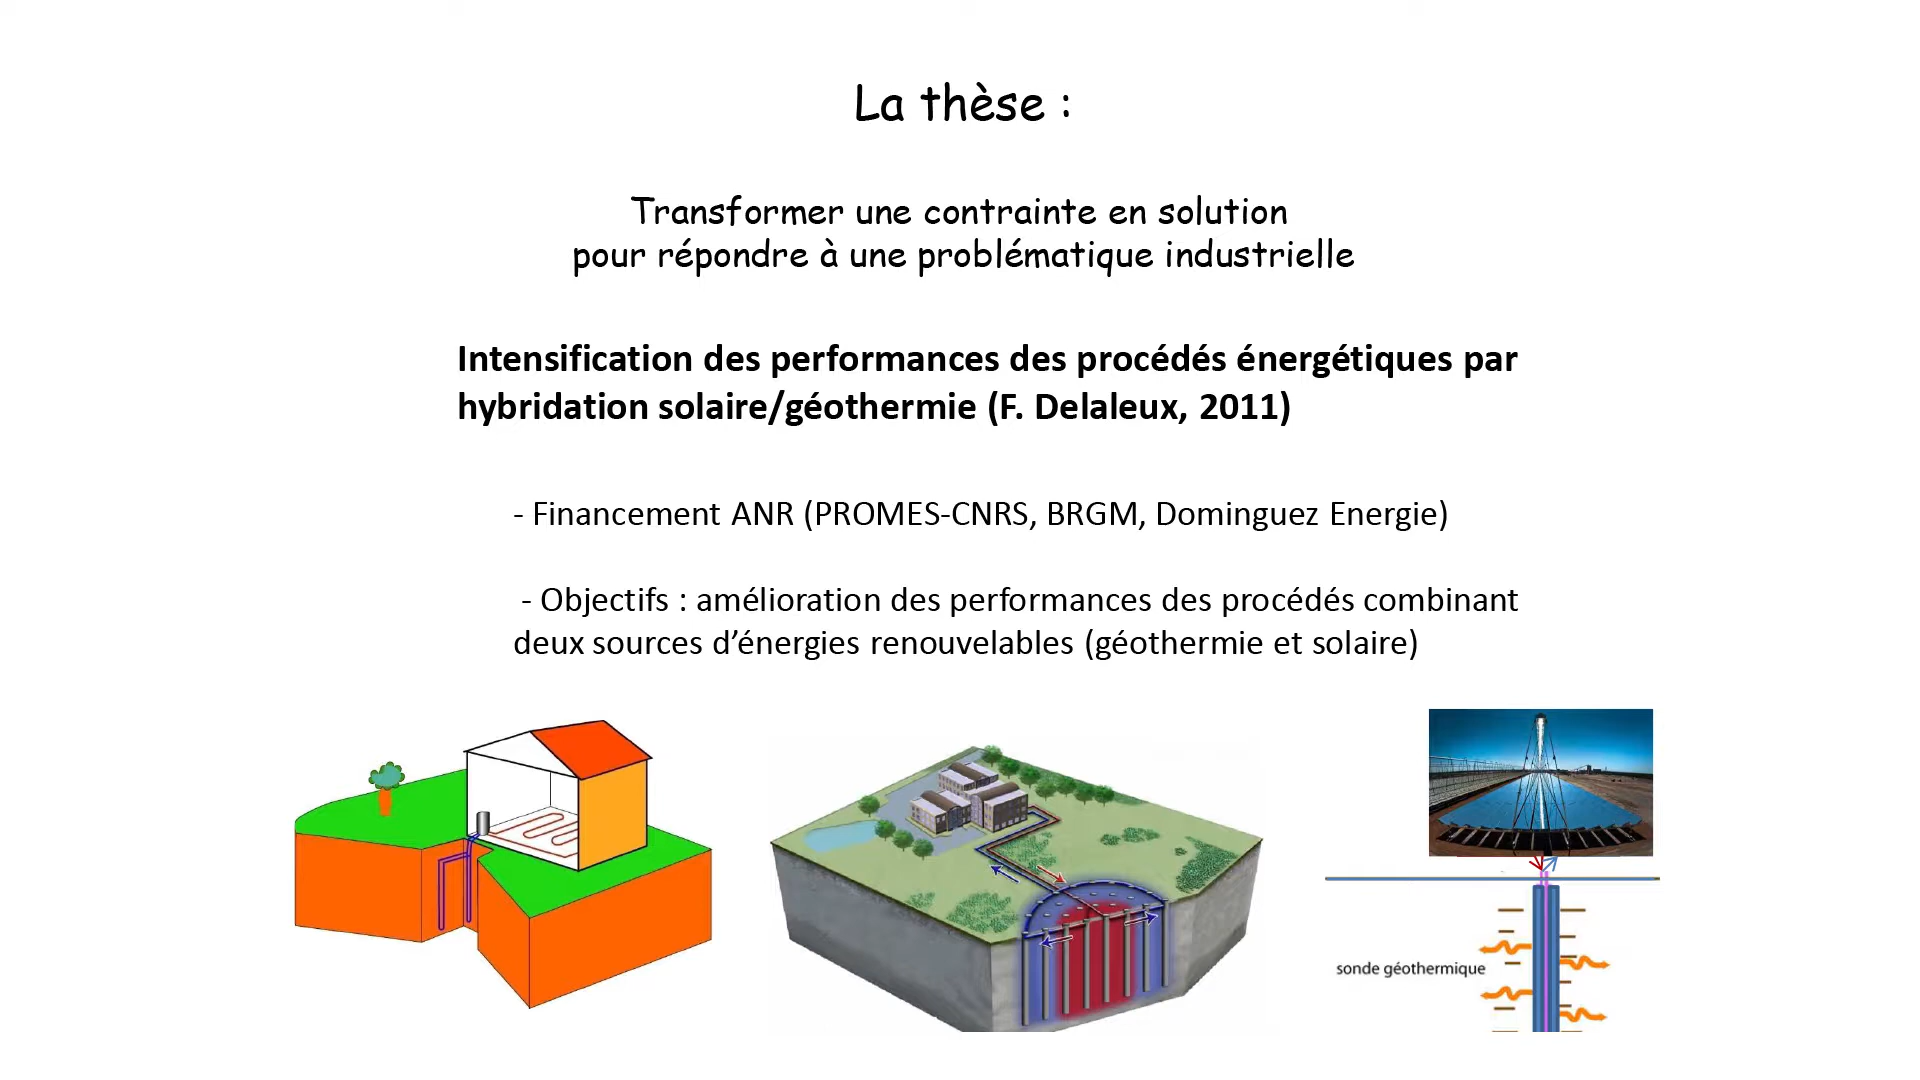 La thèse :
Transformer une contrainte en solution
pour répondre à une problématique industrielle
Intensification des performances des procédés énergétiques par
hybridation solaire/géothermie (F. Delaleux, 2011)
- Financement ANR (PROMES-CNRS, BRGM, Dominguez Energie)
- Objectifs : amélioration des performances des procédés combinant
deux sources d’énergies renouvelables (géothermie et solaire)
sonde géothermique